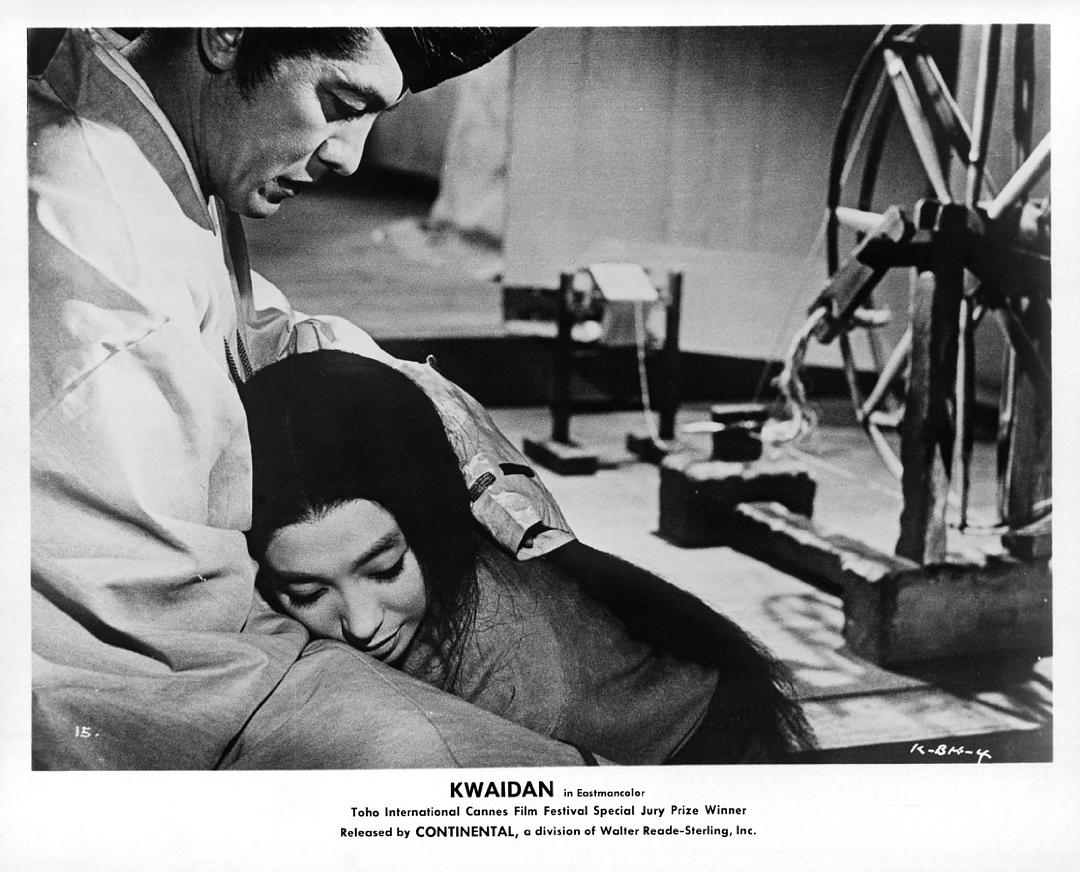 15.
K-BH-4
KWAIDAN in Eastmancolor
Toho International Cannes Film Festival Special Jury Prize Winner
Released by CONTINENTAL, a division of Walter Reade-Sterling, Inc.